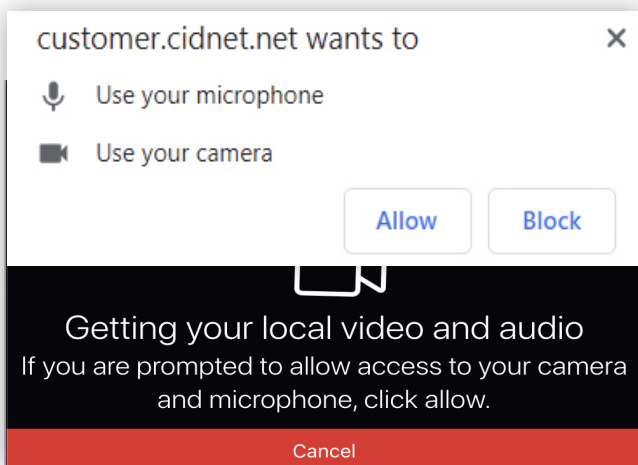 customer.cidnet.net wants to
Use your microphone
Use your camera
Allow
Block
Getting your local video and audio
If you are prompted to allow access to your camera
and microphone, click allow.
Cancel